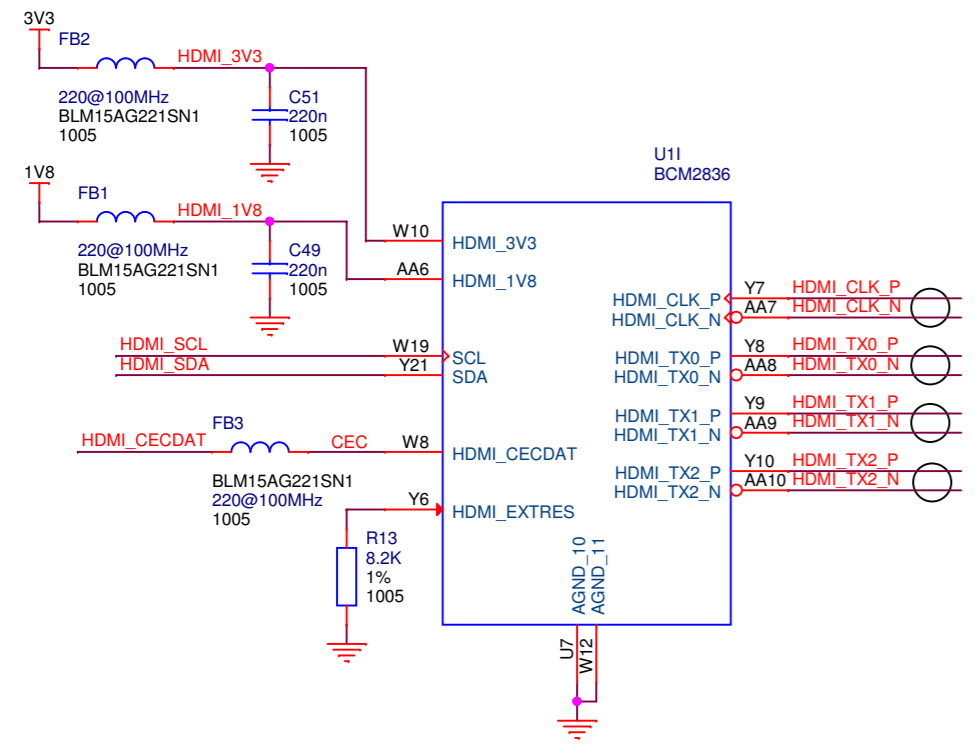 3V3
FB2
HDMI_3V3
220@100MHz
BLM15AG221SN1
1005
C51
220n
1005
1V8
FB1
HDMI_1V8
220@100MHz
BLM15AG221SN1
1005
C49
220n
1005
U1I
BCM2836
W10
HDMI_3V3
AA6
HDMI_1V8
HDMI_SCL
W19
SCL
HDMI_SDA
Y21
SDA
HDMI_CECDAT
FB3
CEC
W8
HDMI_CECDAT
BLM15AG221SN1
220@100MHz
1005
Y6
HDMI_EXTRES
R13
8.2K
1%
1005
HDMI_CLK_P
Y7
HDMI_CLK_P
HDMI_CLK_N
AA7
HDMI_CLK_N
HDMI_TX0_P
Y8
HDMI_TX0_P
HDMI_TX0_N
AA8
HDMI_TX0_N
HDMI_TX1_P
Y9
HDMI_TX1_P
HDMI_TX1_N
AA9
HDMI_TX1_N
HDMI_TX2_P
Y10
HDMI_TX2_P
HDMI_TX2_N
AA10
HDMI_TX2_N
AGND_10
AGND_11
U7
W12